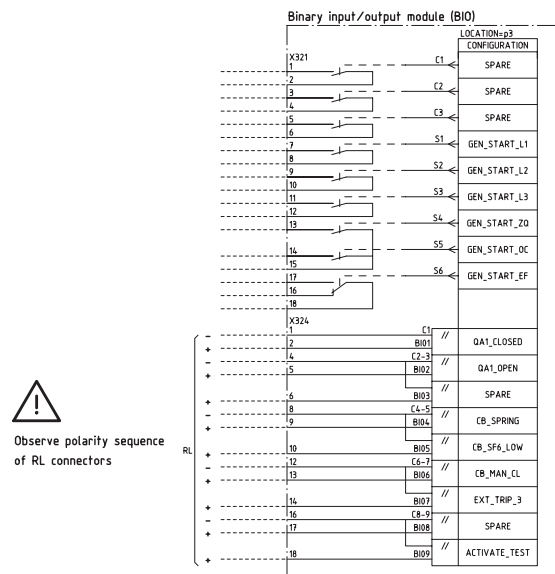 Binary input/output module (BIO)
LOCATION=p3
CONFIGURATION
X321
1 C1 SPARE
2
3 C2 SPARE
4
5 C3 SPARE
6
7 S1 GEN_START_L1
8
9 S2 GEN_START_L2
10
11 S3 GEN_START_L3
12
13 S4 GEN_START_ZQ
14 S5 GEN_START_OC
15
17 S6 GEN_START_EF
16
18
X324
- 1 C1 //
+ 2 BI01 QA1_CLOSED
- 4 C2-3 //
+ 5 BI02 QA1_OPEN
//
+ 6 BI03 SPARE
- 8 C4-5 //
+ 9 BI04 CB_SPRING
//
RL
+ 10 BI05 CB_SF6_LOW
- 12 C6-7 //
+ 13 BI06 CB_MAN_CL
//
+ 14 BI07 EXT_TRIP_3
- 16 C8-9 //
+ 17 BI08 SPARE
//
+ 18 BI09 ACTIVATE_TEST
!
Observe polarity sequence
of RL connectors